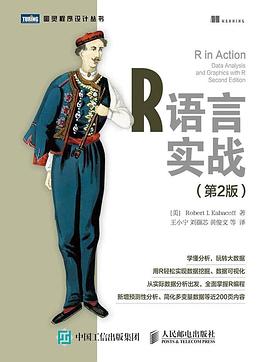 TURING 图灵程序设计丛书
MANNING
R in Action
Data Analysis
and Graphics with R
Second Edition
R语言
实战
（第2版）
[美] Robert I. Kabacoff 著
王小宁 刘撷芯 黄俊文 等 译
学懂分析，玩转大数据
用R轻松实现数据挖掘、数据可视化
从实际数据分析出发，全面掌握R编程
新增预测性分析、简化多变量数据等近200页内容
中国工信出版集团
人民邮电出版社
POSTS & TELECOM PRESS